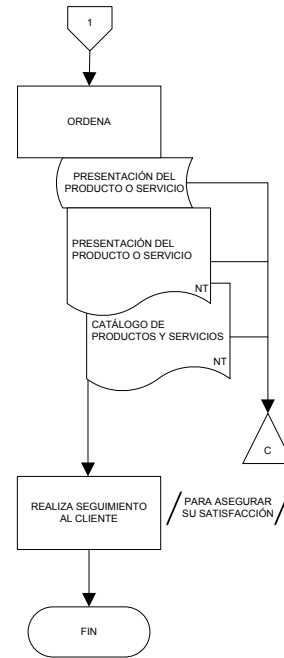 1
ORDENA
PRESENTACIÓN DEL
PRODUCTO O SERVICIO
PRESENTACIÓN DEL
PRODUCTO O SERVICIO
NT
CATÁLOGO DE
PRODUCTOS Y SERVICIOS
NT
C
REALIZA SEGUIMIENTO
AL CLIENTE
PARA ASEGURAR
SU SATISFACCIÓN
FIN